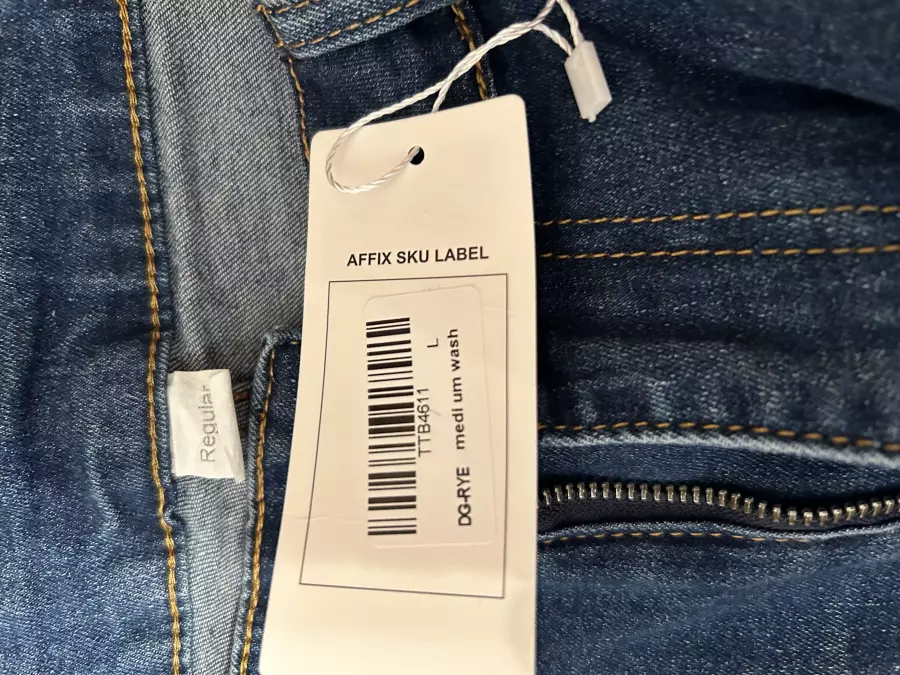 AFFIX SKU LABEL
TTB4611
L
DG-RYE medi um wash
Regular